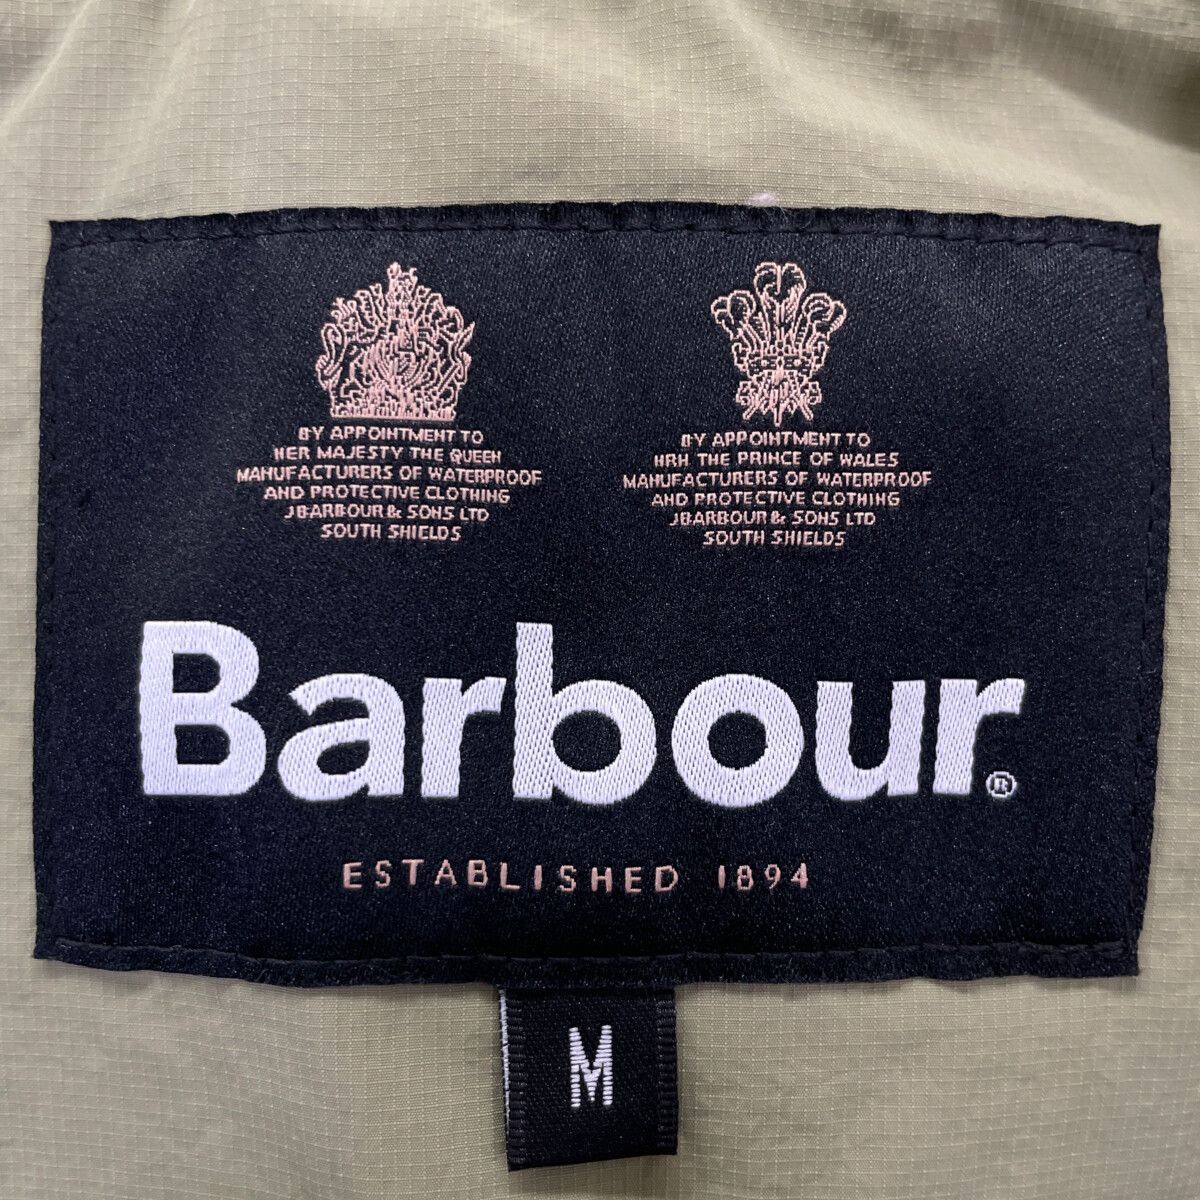 BY APPOINTMENT TO
HER MAJESTY THE QUEEN
MANUFACTURERS OF WATERPROOF
AND PROTECTIVE CLOTHING
J BARBOUR & SONS LTD
SOUTH SHIELDS
BY APPOINTMENT TO
HRH THE PRINCE OF WALES
MANUFACTURERS OF WATERPROOF
AND PROTECTIVE CLOTHING
J BARBOUR & SONS LTD
SOUTH SHIELDS
Barbour®
ESTABLISHED 1894
M